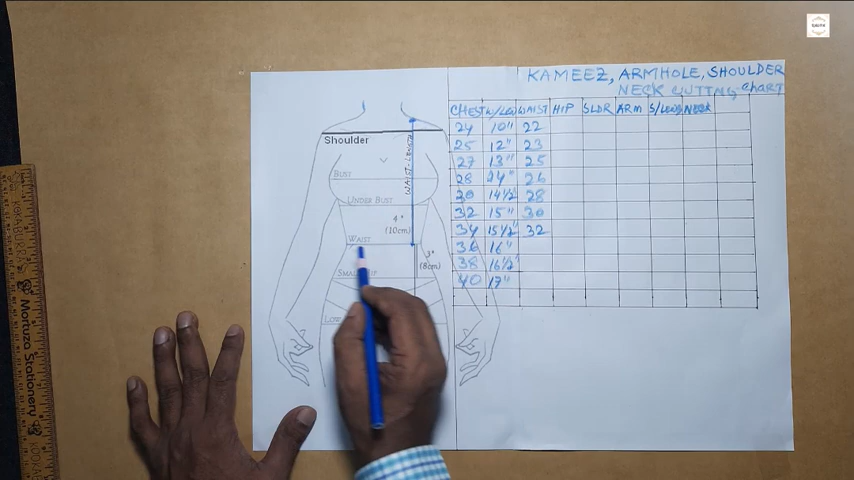 KAMEEZ, ARMHOLE, SHOULDER
NECK CUTTING-Chart
CHEST W/LEN WAIST HIP SLDR ARM S/LONG NECK
24 10" 22
25 12" 23
27 13" 25
28 14" 26
30 14½" 28
32 15" 30
34 15½" 32
36 16"
38 16½"
40 17"
Shoulder
WAIST-LENGTH
BUST
UNDER BUST
4"
(10cm)
WAIST
3"
(8cm)
Mortuza Stationery